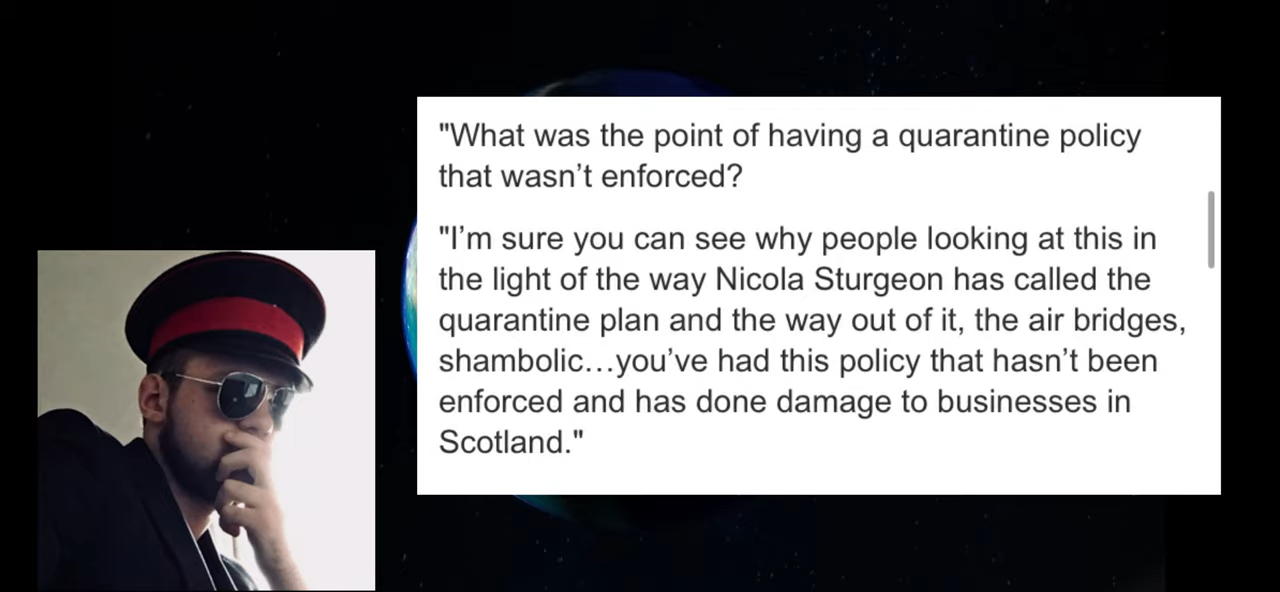 "What was the point of having a quarantine policy
that wasn’t enforced?
"I’m sure you can see why people looking at this in
the light of the way Nicola Sturgeon has called the
quarantine plan and the way out of it, the air bridges,
shambolic…you’ve had this policy that hasn’t been
enforced and has done damage to businesses in
Scotland."